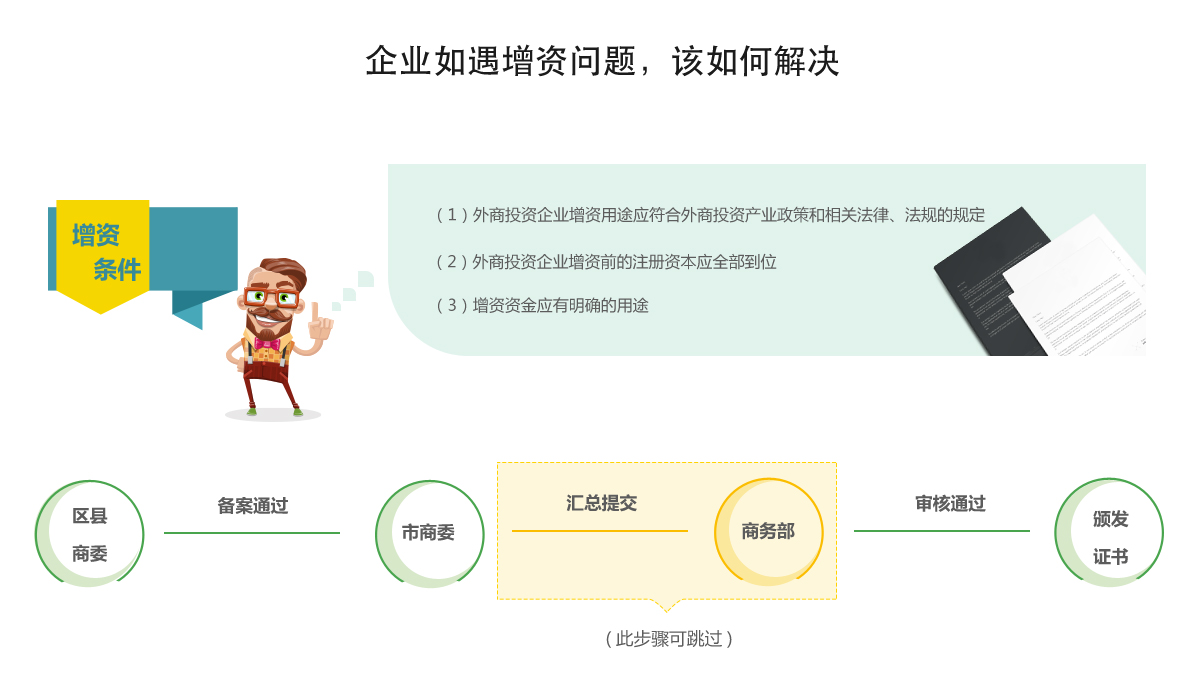 企业如遇增资问题，该如何解决
增资
条件
（1）外商投资企业增资用途应符合外商投资产业政策和相关法律、法规的规定
（2）外商投资企业增资前的注册资本应全部到位
（3）增资资金应有明确的用途
区县
商委
备案通过
市商委
汇总提交
商务部
审核通过
颁发
证书
（此步骤可跳过）